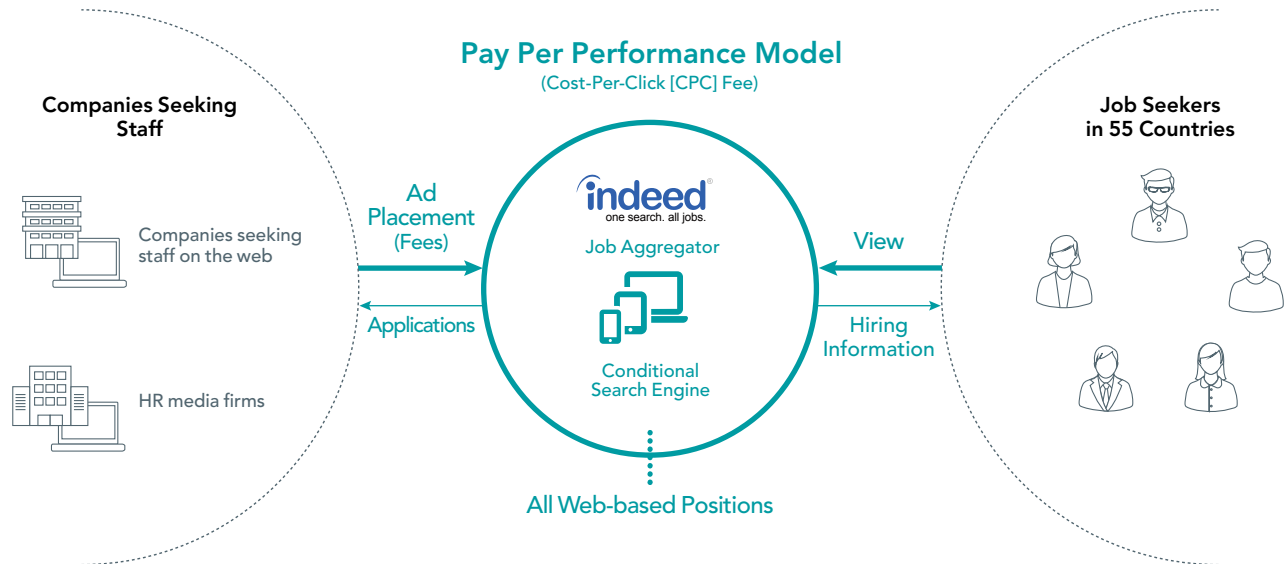 Pay Per Performance Model
(Cost-Per-Click [CPC] Fee)
Companies Seeking
Staff
Companies seeking
staff on the web
HR media firms
Ad
Placement
(Fees)
Applications
indeed®
one search. all jobs.
Job Aggregator
Conditional
Search Engine
All Web-based Positions
View
Hiring
Information
Job Seekers
in 55 Countries